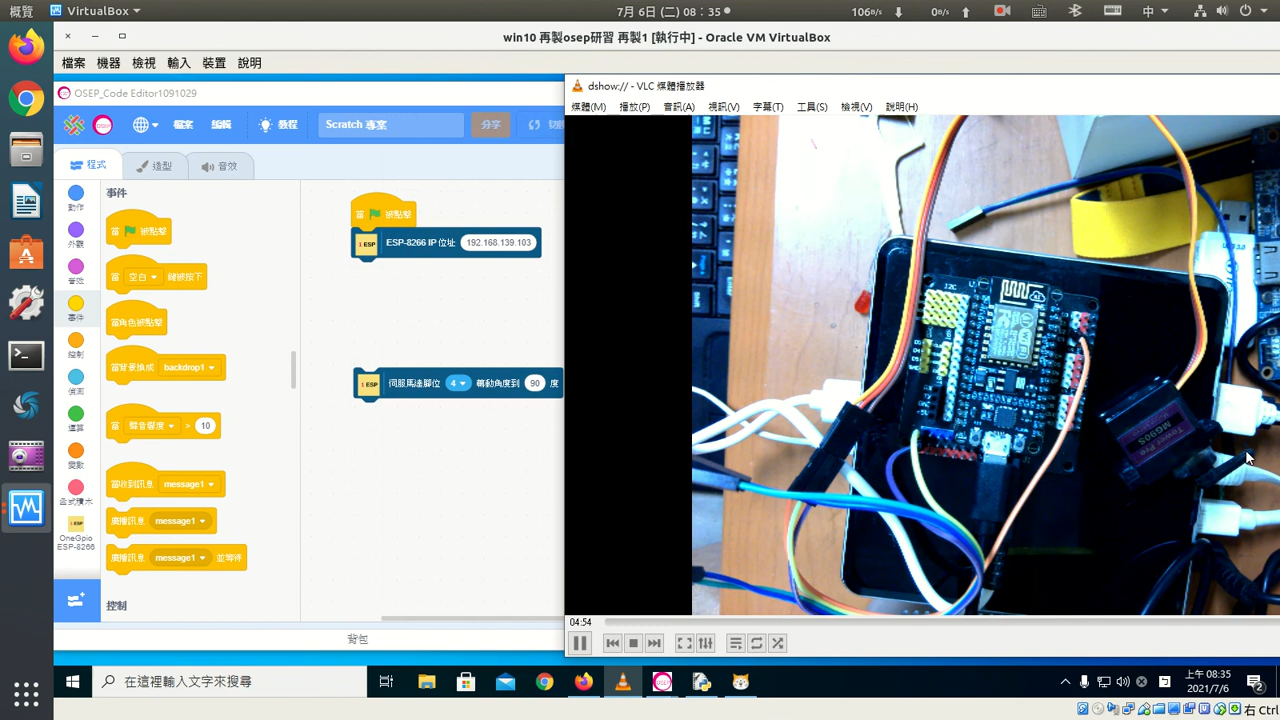 概覽
VirtualBox
7月 6日 (二) 08:35
106B/s
0B/s
中
win10 再製osep研習 再製1 [執行中] - Oracle VM VirtualBox
檔案 機器 檢視 輸入 裝置 說明
OSEP_Code Editor1091029
檔案 編輯 教程 Scratch 專案 分享
程式 造型 音效
動作
外觀
音效
事件
控制
偵測
運算
變數
函式積木
OneGpio
ESP-8266
事件
當 被點擊
當 空白 鍵被按下
當角色被點擊
當背景換成 backdrop1
當 聲音響度 > 10
當收到訊息 message1
廣播訊息 message1
廣播訊息 message1 並等待
控制
當 被點擊
ESP ESP-8266 IP 位址 192.168.139.103
ESP 伺服馬達腳位 4 轉動角度到 90 度
背包
dshow:// - VLC 媒體播放器
媒體(M) 播放(P) 音訊(A) 視訊(V) 字幕(T) 工具(S) 檢視(V) 說明(H)
I2C
WiFi
Tower Pro
MG90S
04:54
在這裡輸入文字來搜尋
上午 08:35
2021/7/6
2
右 Ctrl